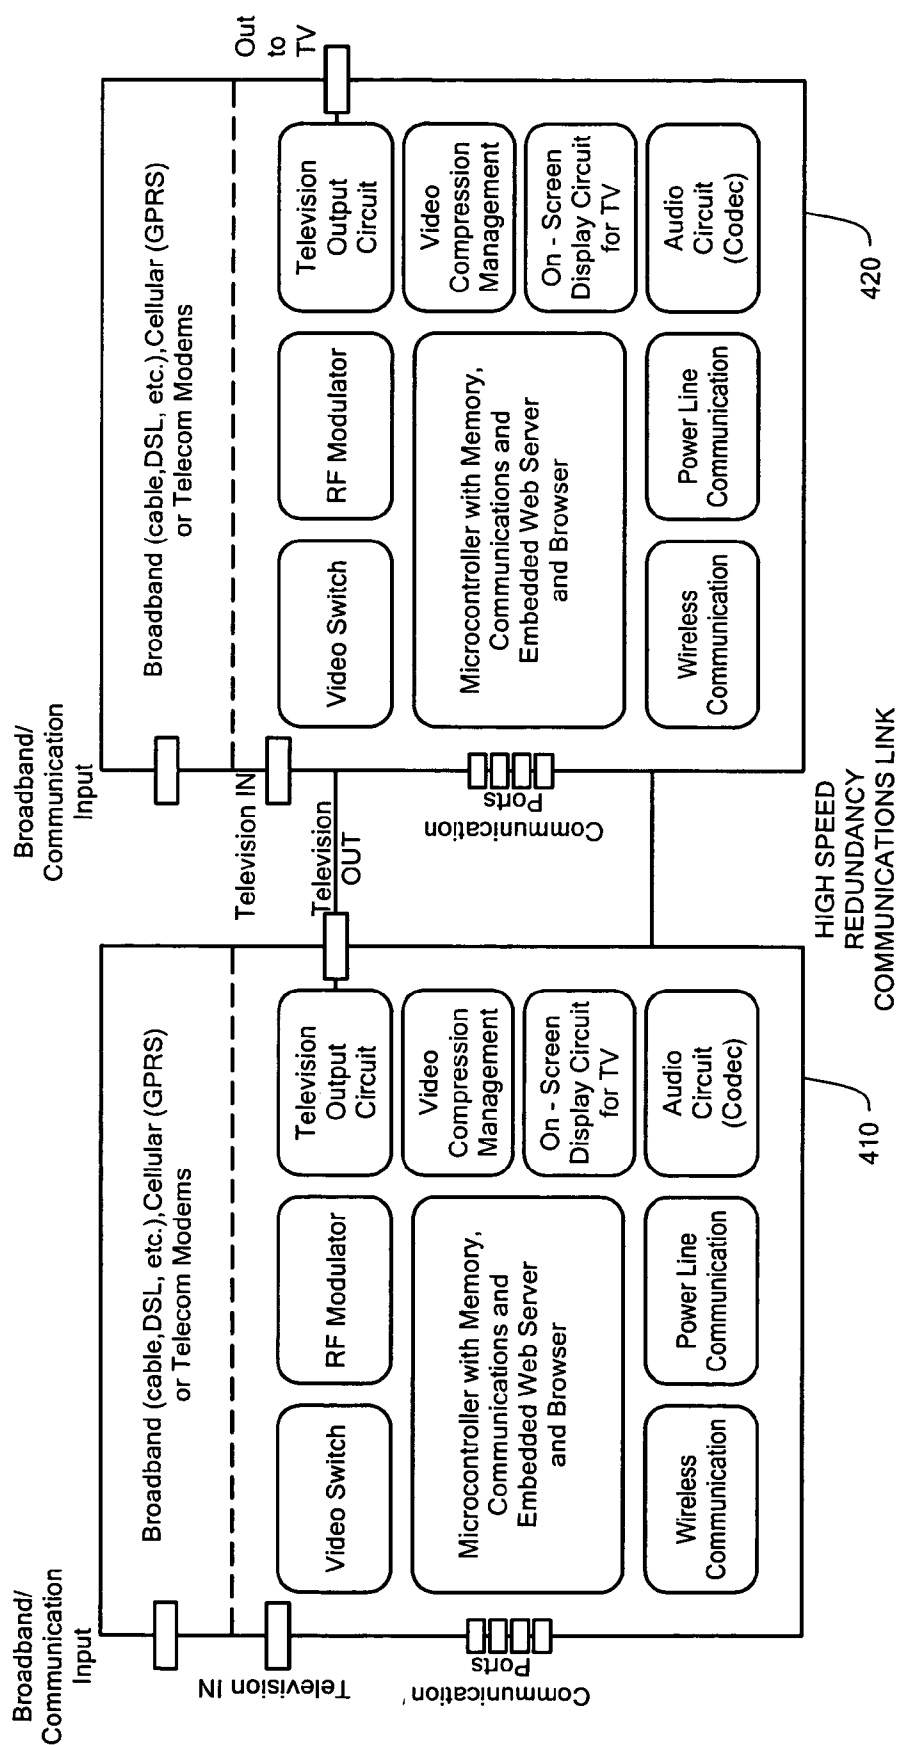 Broadband/
Communication
Input
Television IN
Communication'
Ports
Broadband (cable,DSL, etc.),Cellular (GPRS)
or Telecom Modems
Video Switch
RF Modulator
Television
Output
Circuit
Video
Compression
Management
On - Screen
Display Circuit
for TV
Audio
Circuit
(Codec)
Microcontroller with Memory,
Communications and
Embedded Web Server
and Browser
Wireless
Communication
Power Line
Communication
410
Television
OUT
HIGH SPEED
REDUNDANCY
COMMUNICATIONS LINK
Broadband/
Communication
Input
Television IN
Communication
Ports
Broadband (cable,DSL, etc.),Cellular (GPRS)
or Telecom Modems
Video Switch
RF Modulator
Television
Output
Circuit
Video
Compression
Management
On - Screen
Display Circuit
for TV
Audio
Circuit
(Codec)
Microcontroller with Memory,
Communications and
Embedded Web Server
and Browser
Wireless
Communication
Power Line
Communication
420
Out
to
TV